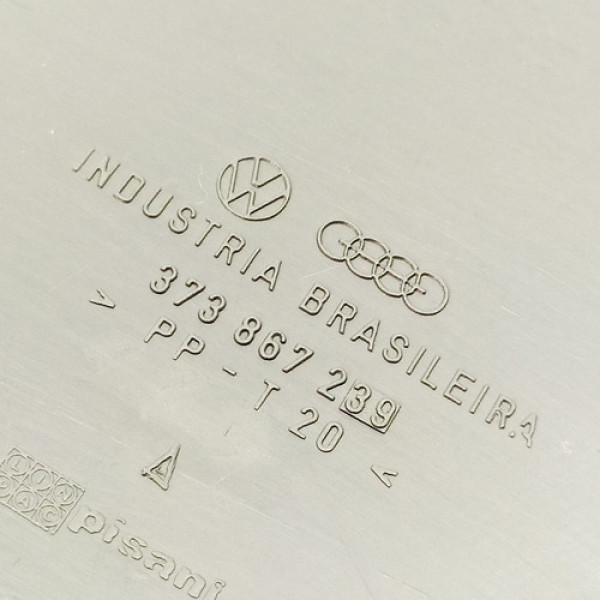 INDUSTRIA BRASILEIRA
373 867 239
> PP - T 20 <
pisani